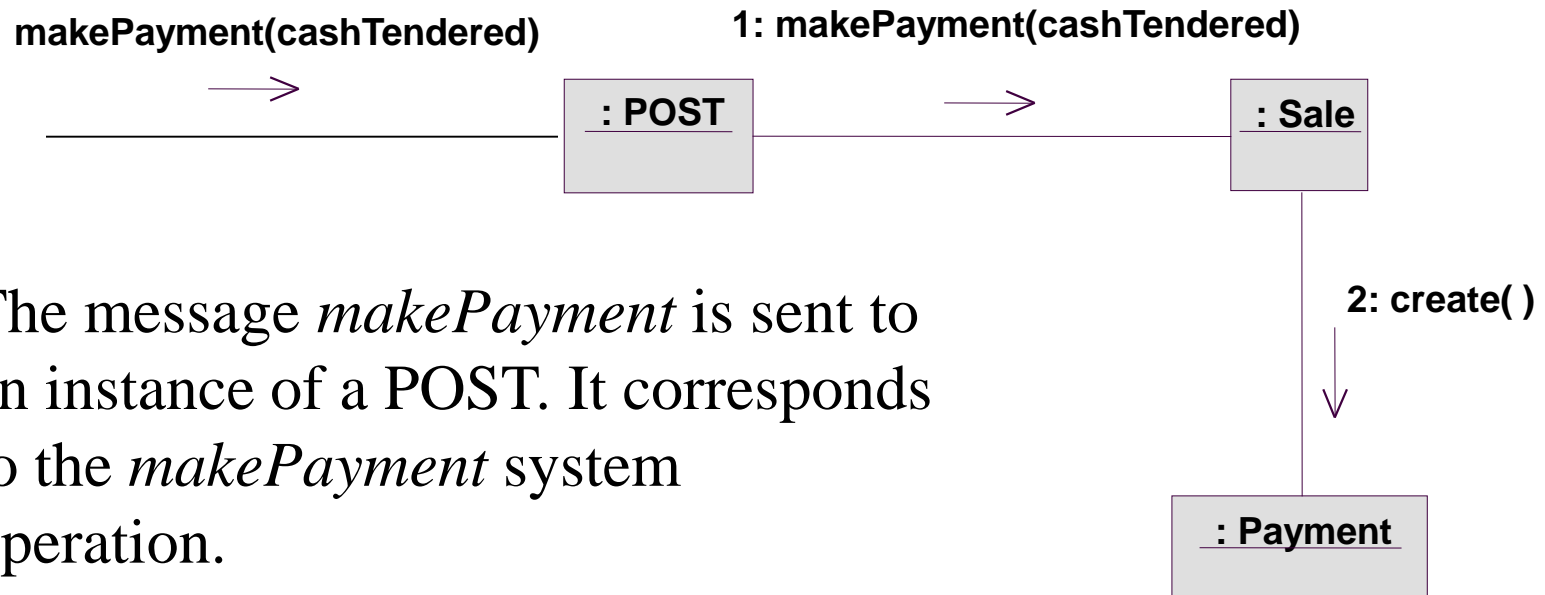 makePayment(cashTendered)
1: makePayment(cashTendered)
: POST
: Sale
2: create( )
he message makePayment is sent to
n instance of a POST. It corresponds
o the makePayment system
peration.
: Payment